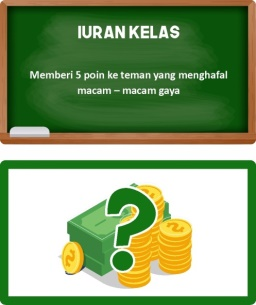 IURAN KELAS
Memberi 5 poin ke teman yang menghafal
macam – macam gaya
?